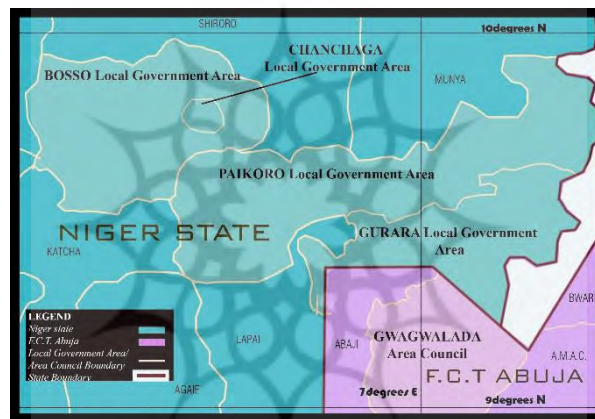 SHIRORO
10degrees N
CHANCHAGA
Local Government Area
BOSSO Local Government Area
MUNYA
PAIKORO Local Government Area
NIGER STATE
GURARA Local Government
Area
KATCHA
LEGEND
Niger state
F.C.T. Abuja
Local Government Area/
Area Council Boundary
State Boundary
LAPAI
ABAJI
GWAGWALADA
Area Council
BWARI
A.M.A.C.
F.C.T ABUJA
AGAIE
7degrees E
9degrees N